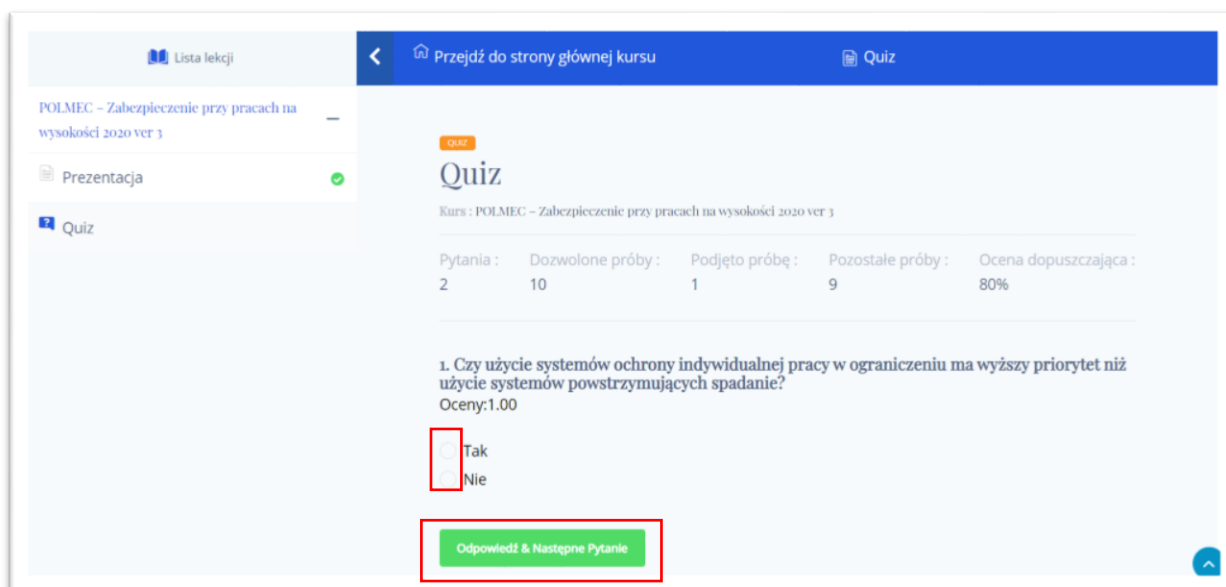 Lista lekcji
Przejdź do strony głównej kursu
Quiz
POLMEC – Zabezpieczenie przy pracach na
wysokości 2020 ver 3
Prezentacja
Quiz
QUIZ
Quiz
Kurs : POLMEC – Zabezpieczenie przy pracach na wysokości 2020 ver 3
Pytania : Dozwolone próby : Podjęto próbę : Pozostałe próby : Ocena dopuszczająca :
2 10 1 9 80%
1. Czy użycie systemów ochrony indywidualnej pracy w ograniczeniu ma wyższy priorytet niż
użycie systemów powstrzymujących spadanie?
Oceny:1.00
Tak
Nie
Odpowiedź & Następne Pytanie